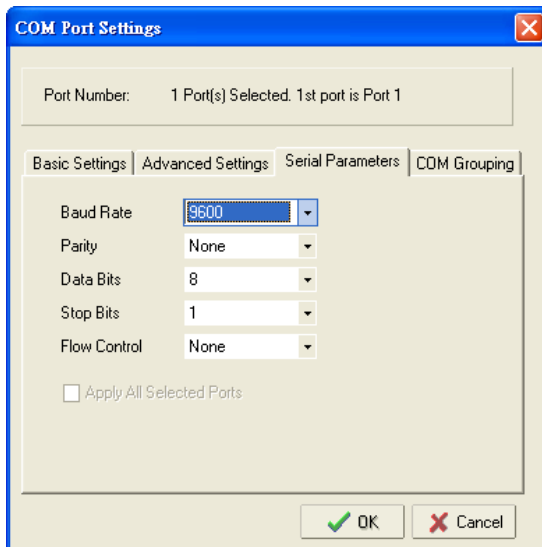 COM Port Settings
Port Number: 1 Port(s) Selected. 1st port is Port 1
Basic Settings Advanced Settings Serial Parameters COM Grouping
Baud Rate 9600
Parity None
Data Bits 8
Stop Bits 1
Flow Control None
Apply All Selected Ports
OK Cancel